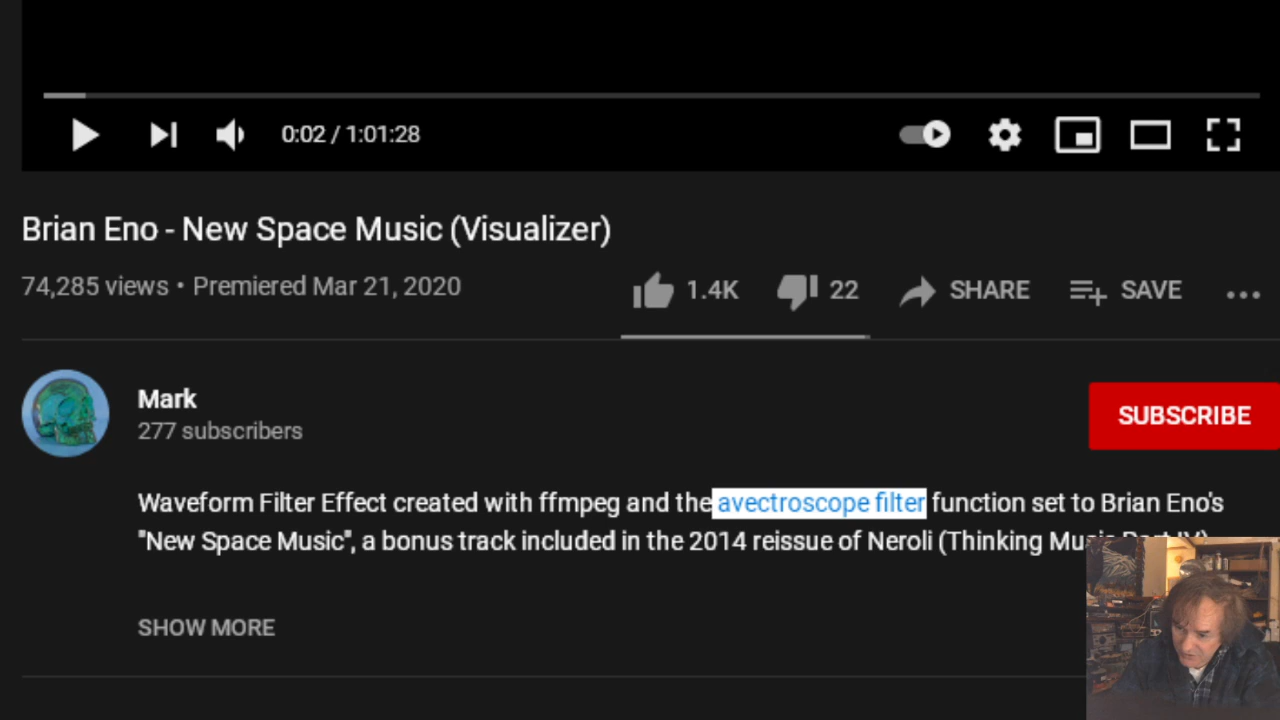 0:02 / 1:01:28
Brian Eno - New Space Music (Visualizer)
74,285 views • Premiered Mar 21, 2020
1.4K
22
SHARE
SAVE
Mark
277 subscribers
SUBSCRIBE
Waveform Filter Effect created with ffmpeg and the avectroscope filter function set to Brian Eno's
"New Space Music", a bonus track included in the 2014 reissue of Neroli (Thinking Music Part IV)
SHOW MORE